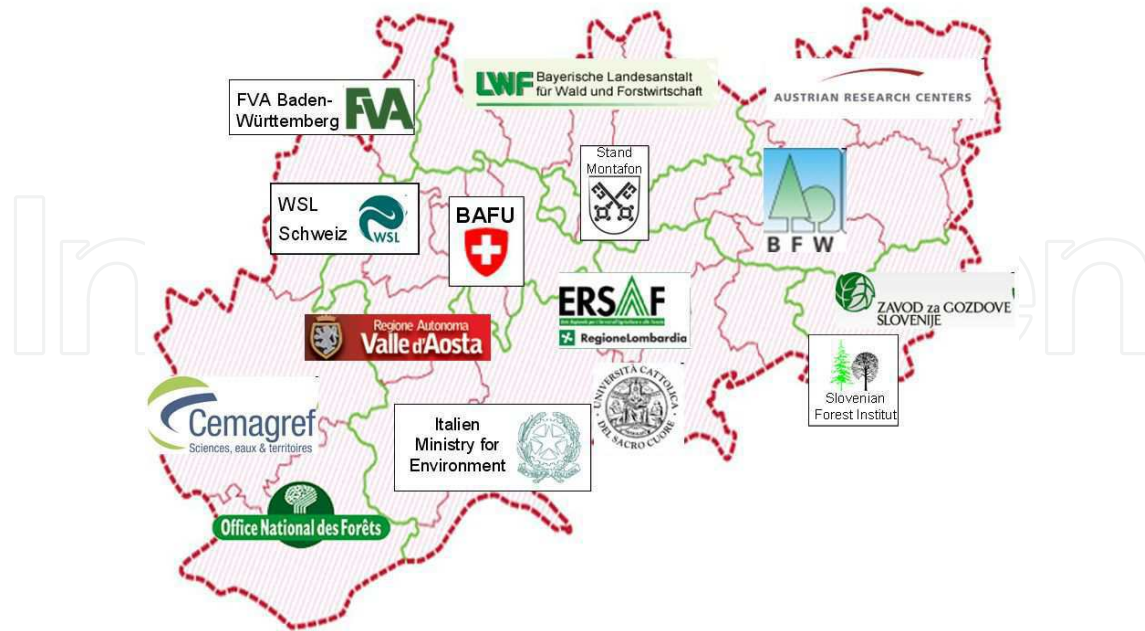 LWF Bayerische Landesanstalt
für Wald und Forstwirtschaft
AUSTRIAN RESEARCH CENTERS
FVA Baden-
Württemberg
FVA
Stand
Montafon
BFW
WSL
Schweiz
WSL
BAFU
ERSAF
RegioneLombardia
ZAVOD za GOZDOVE
SLOVENIJE
Regione Autonoma
Valle d'Aosta
Slovenian
Forest Institut
UNIVERSITÀ CATTOLICA
DEL SACRO CUORE
Cemagref
Sciences, eaux & territoires
Italien
Ministry for
Environment
Office National des Forêts